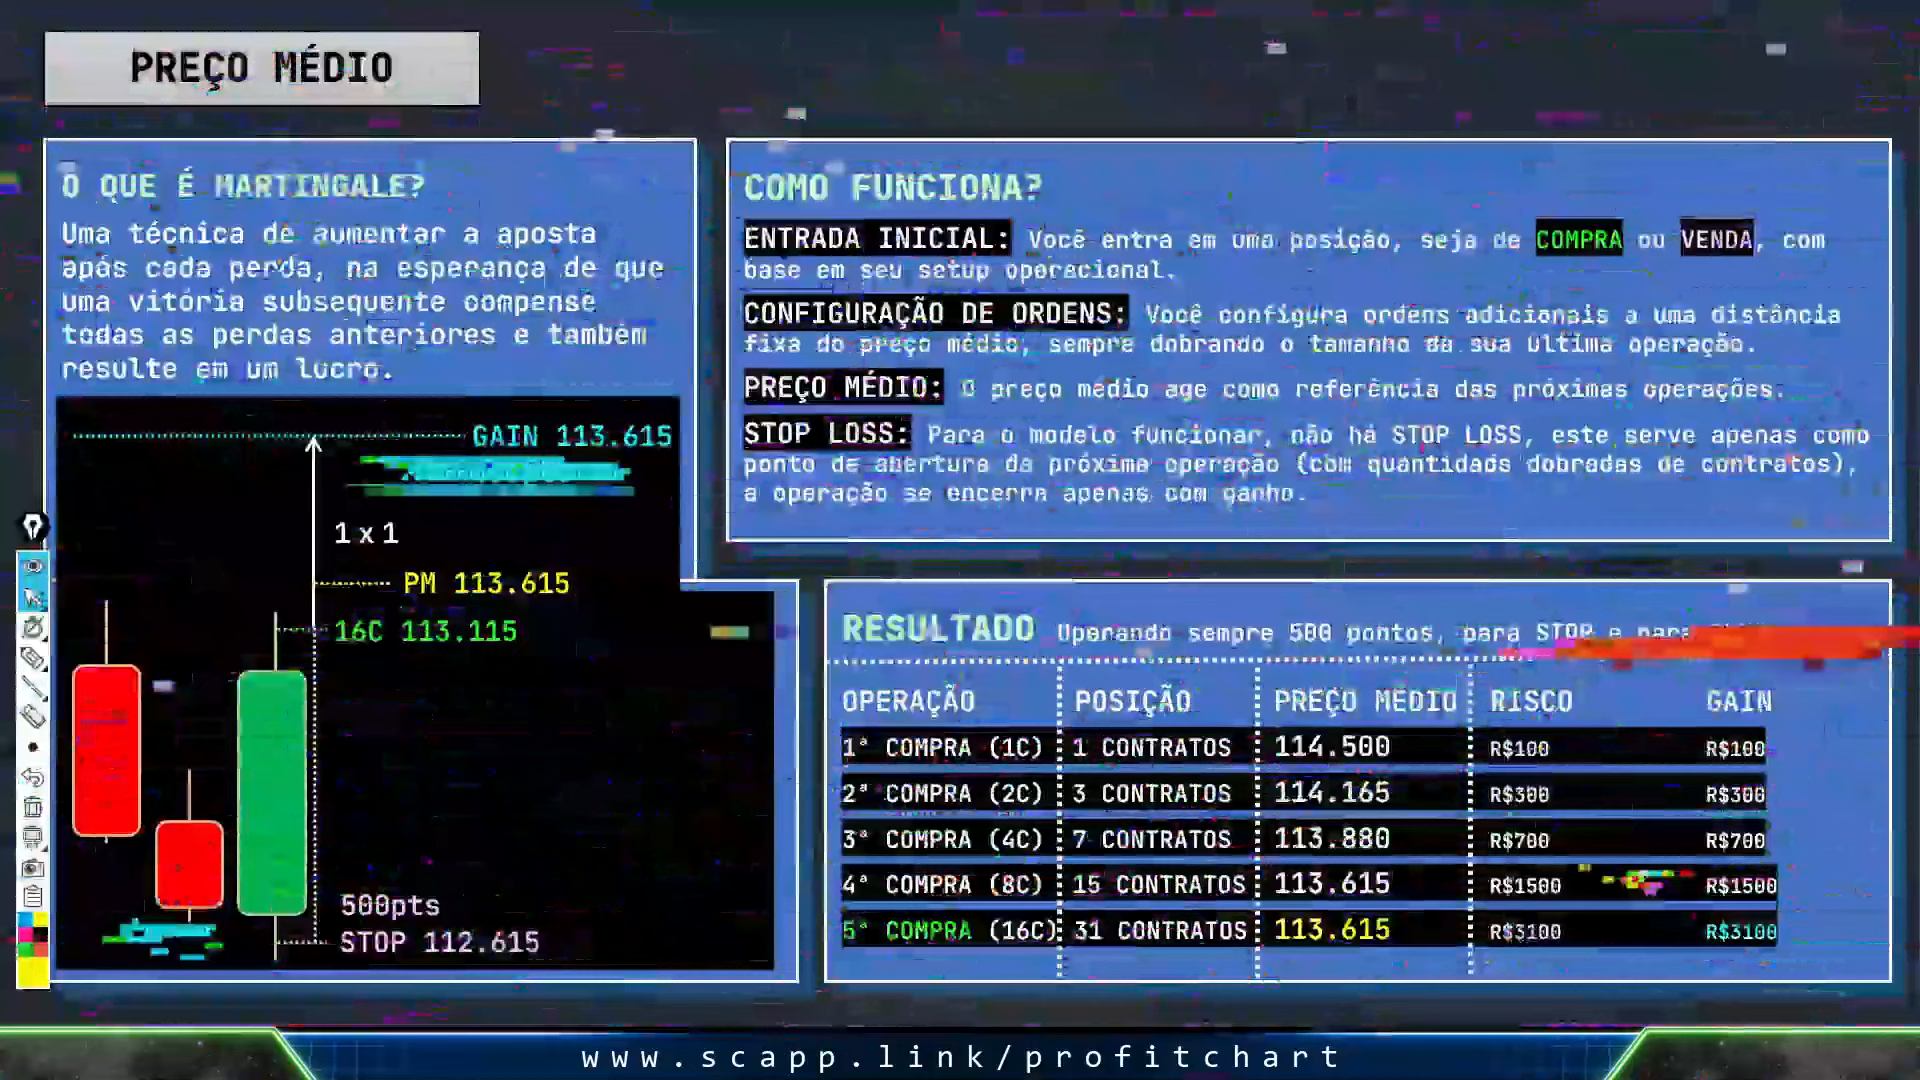 PREÇO MÉDIO
O QUE É MARTINGALE?
Uma técnica de aumentar a aposta
após cada perda, na esperança de que
uma vitória subsequente compense
todas as perdas anteriores e também
resulte em um lucro.
GAIN 113.615
1 x 1
PM 113.615
16C 113.115
500pts
STOP 112.615
COMO FUNCIONA?
ENTRADA INICIAL: Você entra em uma posição, seja de COMPRA ou VENDA, com
base em seu setup operacional.
CONFIGURAÇÃO DE ORDENS: Você configura ordens adicionais a uma distância
fixa do preço médio, sempre dobrando o tamanho da sua última operação.
PREÇO MÉDIO: O preço médio age como referência das próximas operações.
STOP LOSS: Para o modelo funcionar, não há STOP LOSS, este serve apenas como
ponto de abertura da próxima operação (com quantidade dobradas de contratos),
a operação se encerra apenas com ganho.
RESULTADO Operando sempre 500 pontos, para STOP e para
OPERAÇÃO POSIÇÃO PREÇO MÉDIO RISCO GAIN
1ª COMPRA (1C) 1 CONTRATOS 114.500 R$100 R$100
2ª COMPRA (2C) 3 CONTRATOS 114.165 R$300 R$300
3ª COMPRA (4C) 7 CONTRATOS 113.880 R$700 R$700
4ª COMPRA (8C) 15 CONTRATOS 113.615 R$1500 R$1500
5ª COMPRA (16C) 31 CONTRATOS 113.615 R$3100 R$3100
www.scapp.link/profitchart